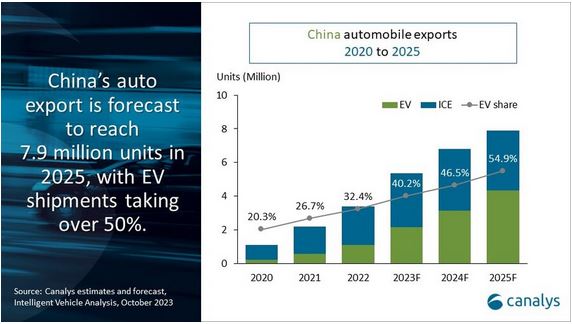 China's auto
export is forecast
to reach
7.9 million units in
2025, with EV
shipments taking
over 50%.
Source: Canalys estimates and forecast,
Intelligent Vehicle Analysis, October 2023
China automobile exports
2020 to 2025
Units (Million)
EV ICE EV share
10
8
6
4
2
0
20.3% 26.7% 32.4% 40.2% 46.5% 54.9%
2020 2021 2022 2023F 2024F 2025F
canalys